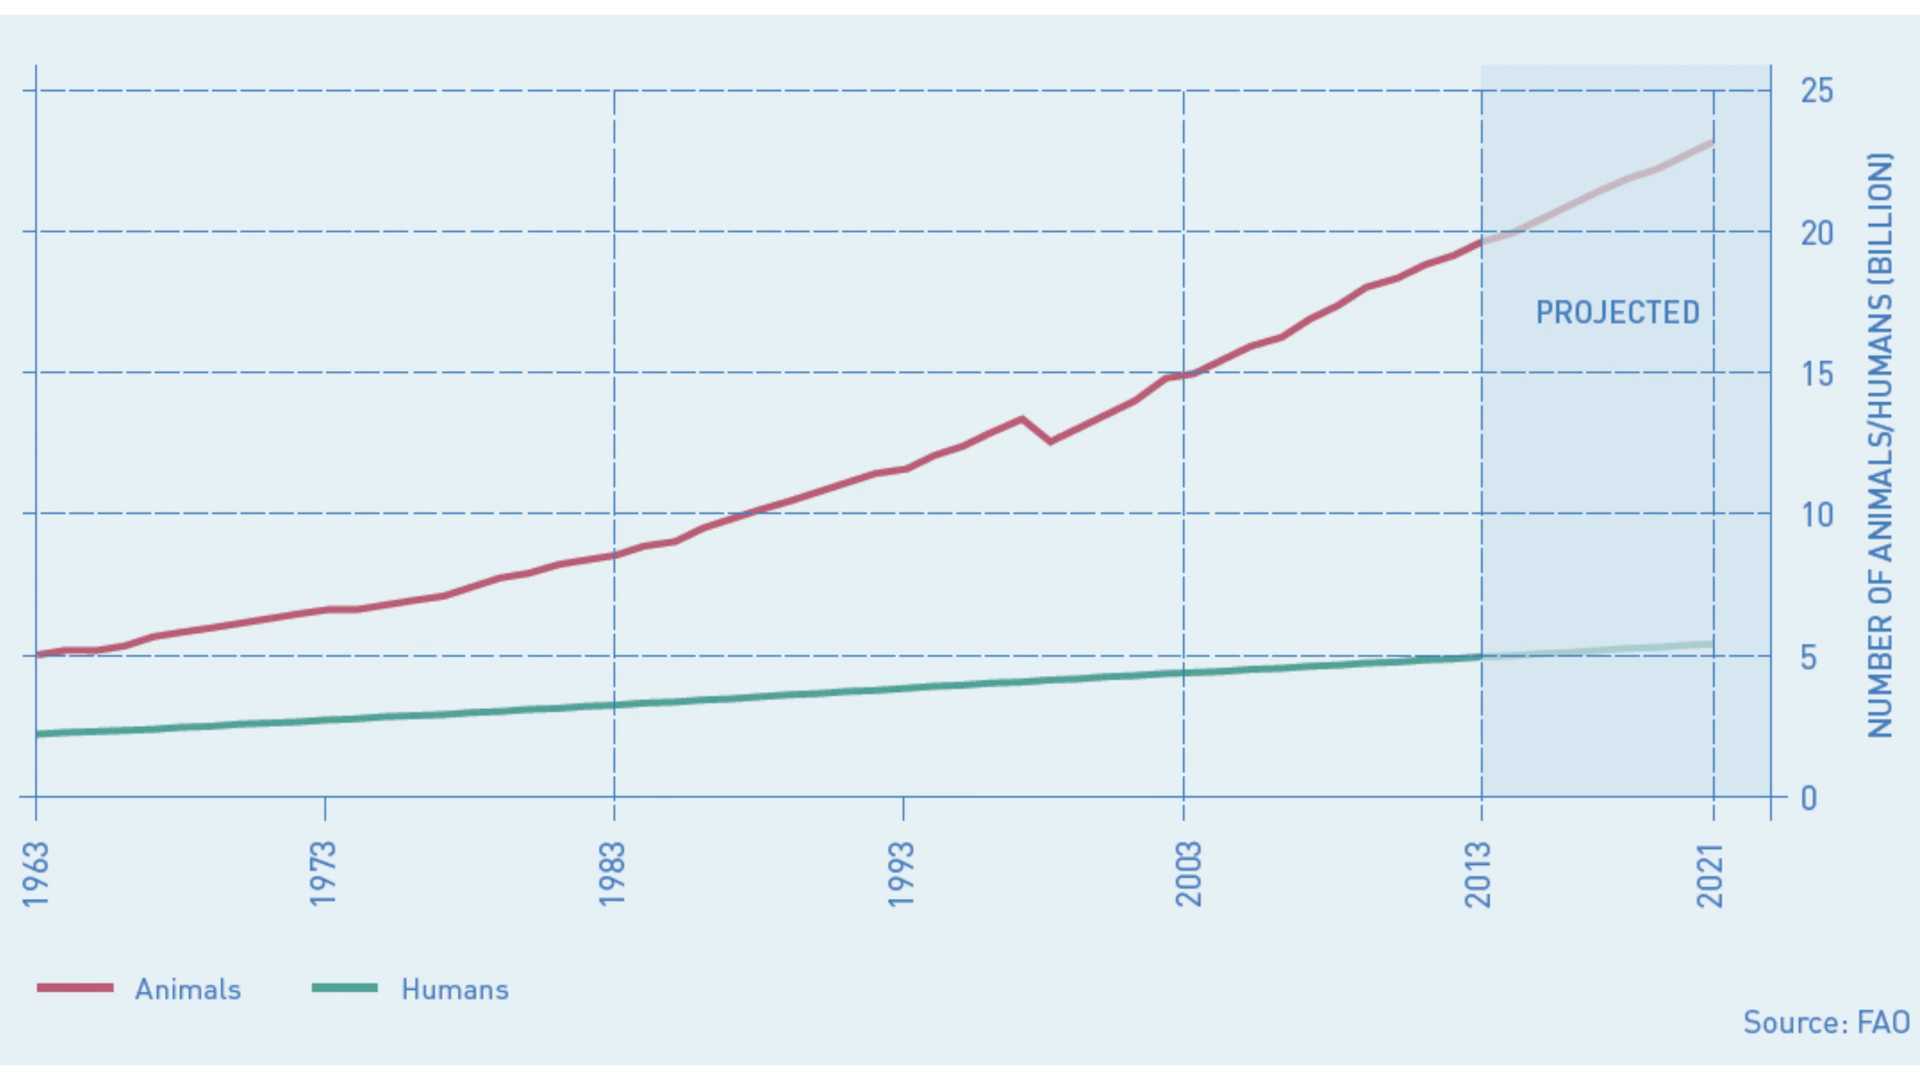 25
20
15
10
5
0
NUMBER OF ANIMALS/HUMANS (BILLION)
PROJECTED
1963
1973
1983
1993
2003
2013
2021
Animals
Humans
Source: FAO